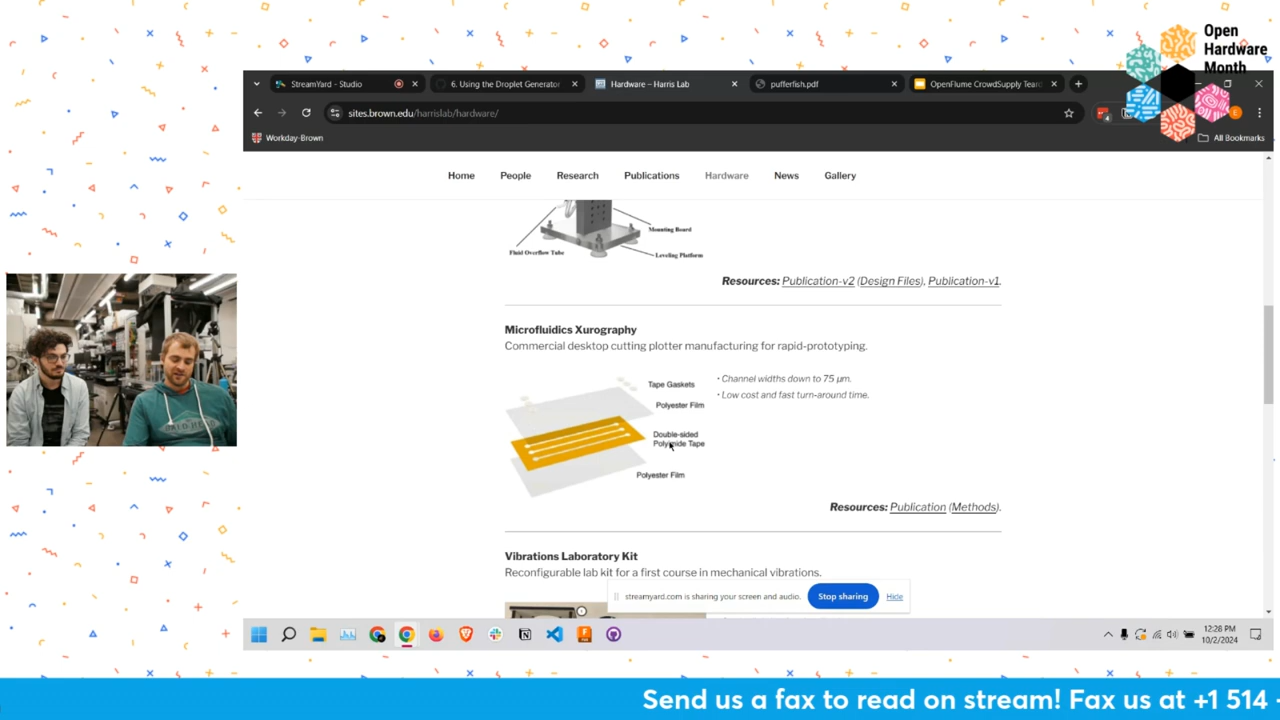 Open
Hardware
Month
StreamYard - Studio
6. Using the Droplet Generator
Hardware – Harris Lab
pufferfish.pdf
OpenFlume CrowdSupply Tear
sites.brown.edu/harrislab/hardware/
Workday-Brown
All Bookmarks
Home People Research Publications Hardware News Gallery
Mounting Board
Fluid Overflow Tube
Leveling Platform
Resources: Publication-v2 (Design Files), Publication-v1.
Microfluidics Xurography
Commercial desktop cutting plotter manufacturing for rapid-prototyping.
Tape Gaskets
Polyester Film
Double-sided
Polyimide Tape
Polyester Film
• Channel widths down to 75 μm.
• Low cost and fast turn-around time.
Resources: Publication (Methods).
Vibrations Laboratory Kit
Reconfigurable lab kit for a first course in mechanical vibrations.
streamyard.com is sharing your screen and audio.
Stop sharing
Hide
12:28 PM
10/2/2024
Send us a fax to read on stream! Fax us at +1 514